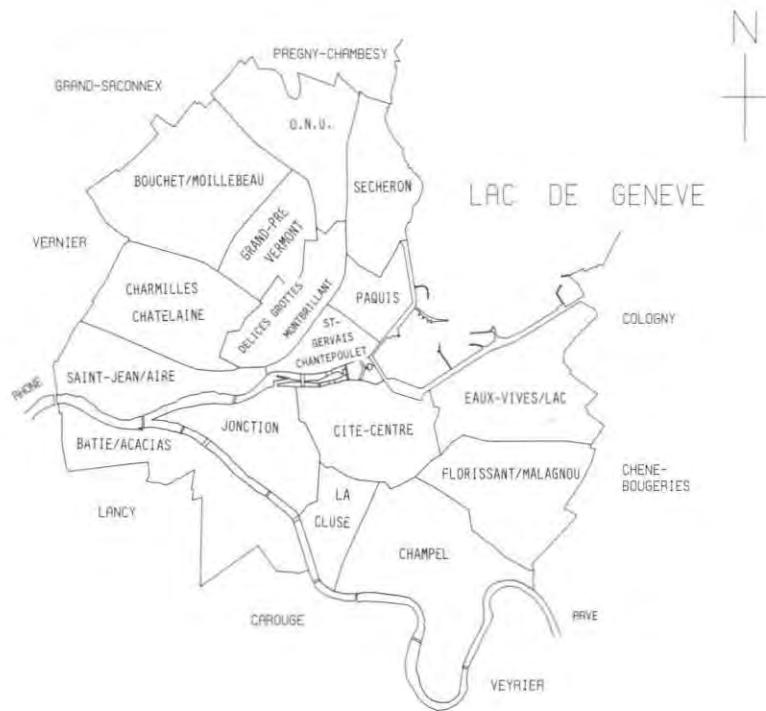 N
PREGNY-CHAMBESY
GRAND-SACONNEX
O.N.U.
BOUCHET/MOILLEBEAU
SECHERON
LAC DE GENEVE
GRAND-PRE
VERMONT
VERNIER
CHARMILLES
CHATELAINE
DELICES GROTTES
MONTBRILLANT
PAQUIS
ST-
GERVAIS
CHANTEPOULET
COLOGNY
SAINT-JEAN/AIRE
RHONE
EAUX-VIVES/LAC
JONCTION
CITE-CENTRE
BATIE/ACACIAS
FLORISSANT/MALAGNOU
CHENE-
BOUGERIES
LANCY
LA
CLUSE
CHAMPEL
CAROUGE
ARVE
VEYRIER